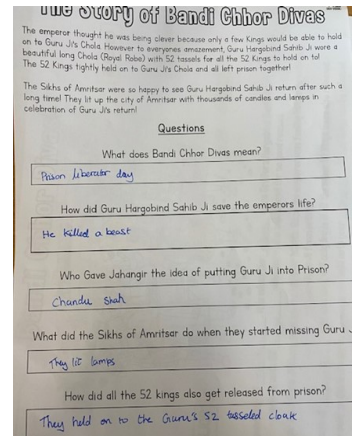 The Story of Bandi Chhor Divas
The emperor thought he was being clever because only a few Kings would be able to hold
on to Guru Ji's Chola. However to everyones amazement, Guru Hargobind Sahib Ji wore a
beautiful long Chola (Royal Robe) with 52 tassels for all the 52 Kings to hold on to!
The 52 Kings tightly held on to Guru Ji's Chola and all left prison together!
The Sikhs of Amritsar were so happy to see Guru Hargobind Sahib Ji return after such a
long time! They lit up the city of Amritsar with thousands of candles and lamps in
celebration of Guru Ji's return!
Questions
What does Bandi Chhor Divas mean?
Prison liberator day
How did Guru Hargobind Sahib Ji save the emperors life?
He killed a beast
Who Gave Jahangir the idea of putting Guru Ji into Prison?
Chandu Shah
What did the Sikhs of Amritsar do when they started missing Guru
They lit lamps
How did all the 52 kings also get released from prison?
They held on to the Guru's 52 tasseled cloak